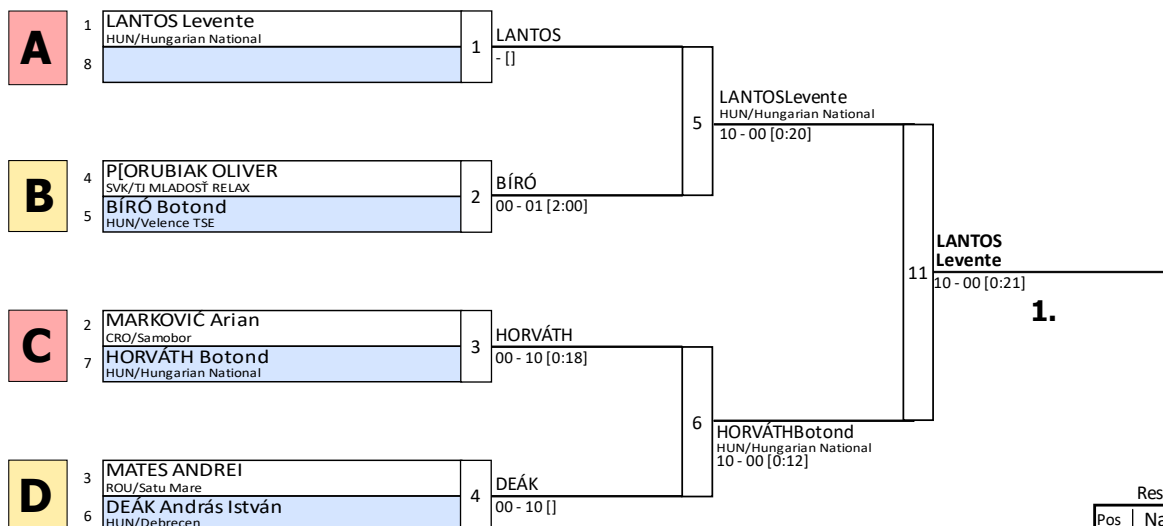 A
1
LANTOS Levente
HUN/Hungarian National
8
1
LANTOS
- []
B
4
P[ORUBIAK OLIVER
SVK/TJ MLADOSŤ RELAX
5
BÍRÓ Botond
HUN/Velence TSE
2
BÍRÓ
00 - 01 [2:00]
5
LANTOSLevente
HUN/Hungarian National
10 - 00 [0:20]
C
2
MARKOVIĆ Arian
CRO/Samobor
7
HORVÁTH Botond
HUN/Hungarian National
3
HORVÁTH
00 - 10 [0:18]
D
3
MATES ANDREI
ROU/Satu Mare
6
DEÁK András István
HUN/Debrecen
4
DEÁK
00 - 10 []
6
HORVÁTHBotond
HUN/Hungarian National
10 - 00 [0:12]
11
LANTOS
Levente
10 - 00 [0:21]
1.
Res
Pos | Na